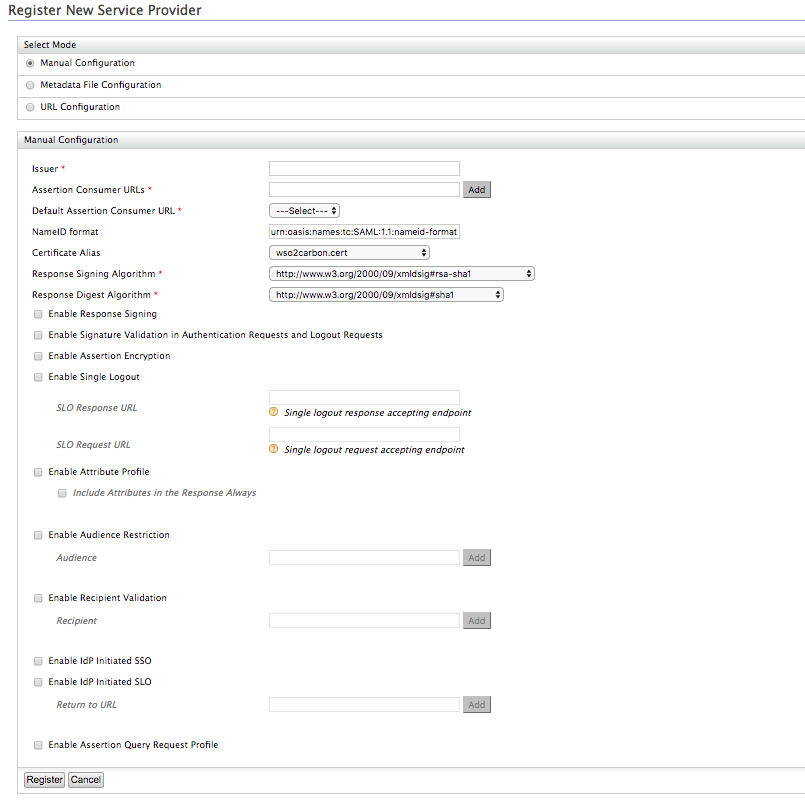 Register New Service Provider
Select Mode
Manual Configuration
Metadata File Configuration
URL Configuration
Manual Configuration
Issuer *
Assertion Consumer URLs * Add
Default Assertion Consumer URL * ---Select---
NameID format urn:oasis:names:tc:SAML:1.1:nameid-format
Certificate Alias wso2carbon.cert
Response Signing Algorithm * http://www.w3.org/2000/09/xmldsig#rsa-sha1
Response Digest Algorithm * http://www.w3.org/2000/09/xmldsig#sha1
Enable Response Signing
Enable Signature Validation in Authentication Requests and Logout Requests
Enable Assertion Encryption
Enable Single Logout
SLO Response URL
? Single logout response accepting endpoint
SLO Request URL
? Single logout request accepting endpoint
Enable Attribute Profile
Include Attributes in the Response Always
Enable Audience Restriction
Audience Add
Enable Recipient Validation
Recipient Add
Enable IdP Initiated SSO
Enable IdP Initiated SLO
Return to URL Add
Enable Assertion Query Request Profile
Register Cancel